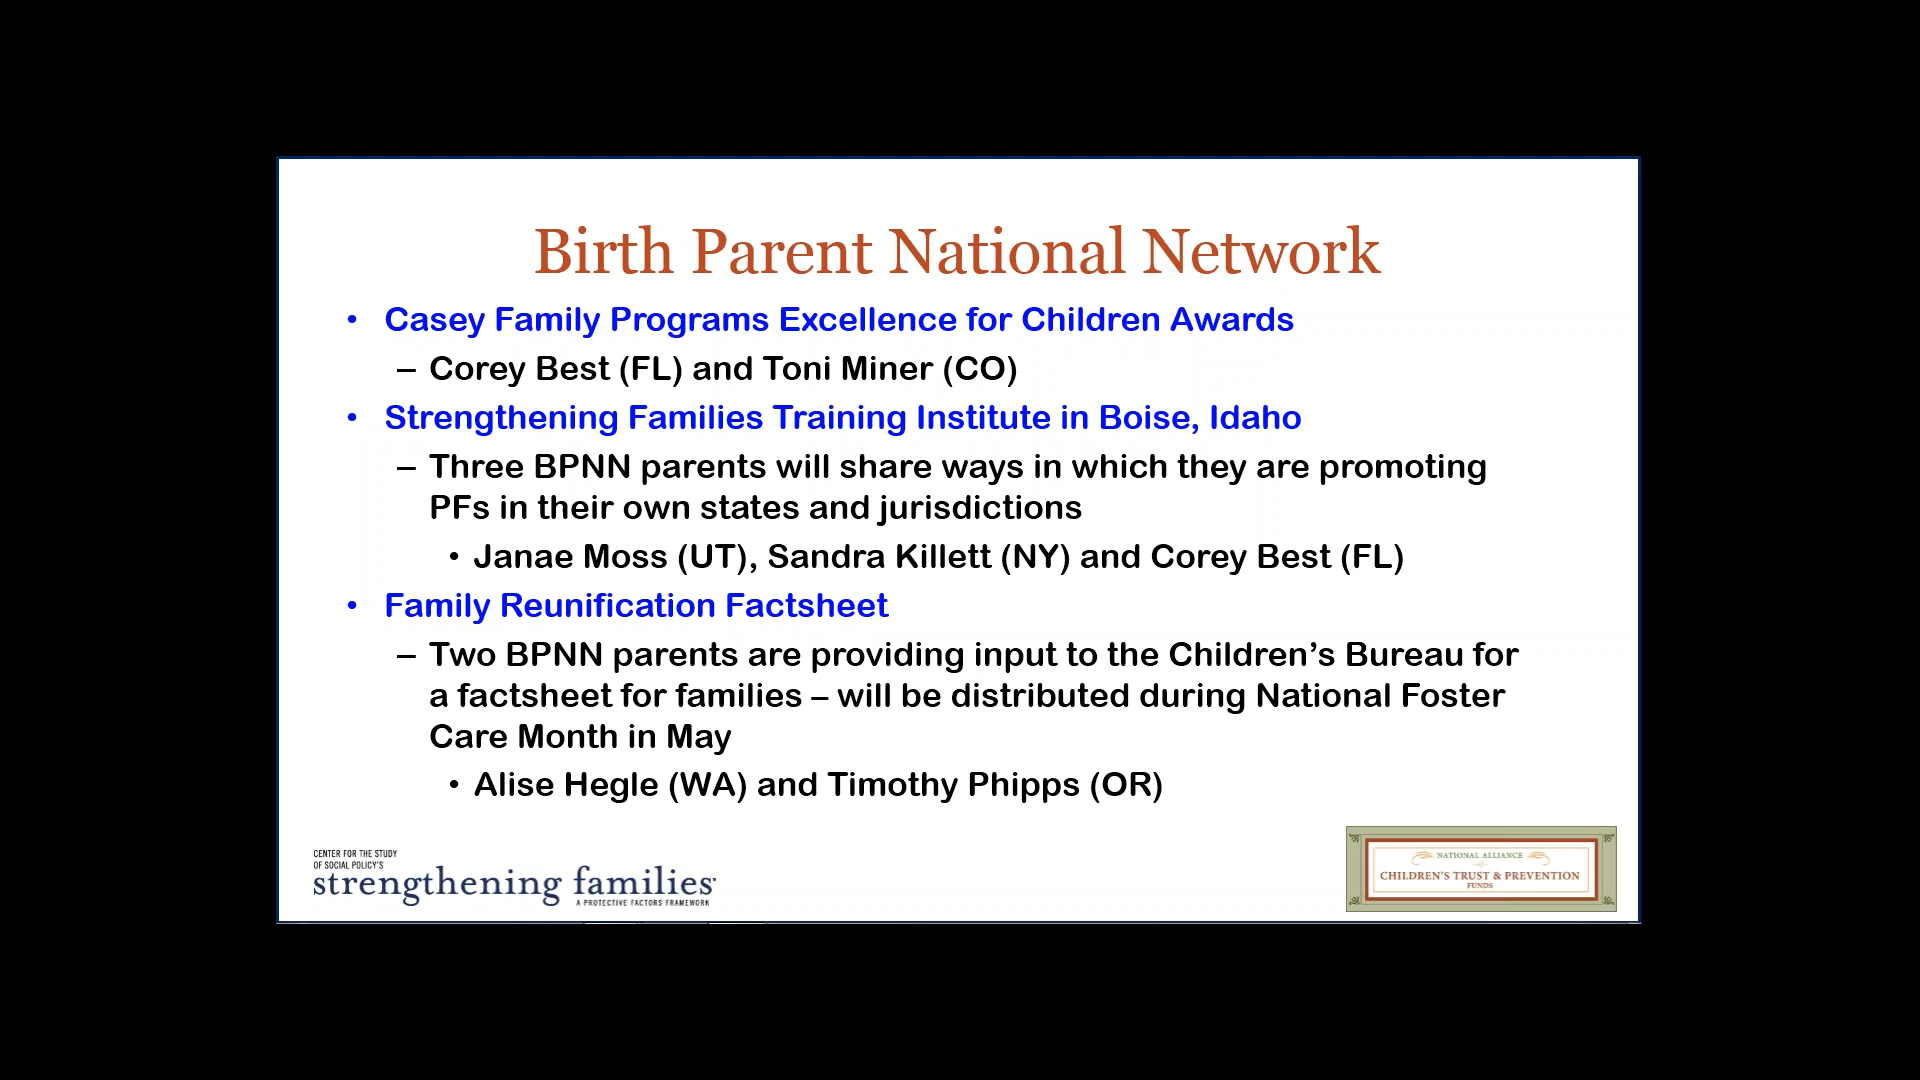 Birth Parent National Network
• Casey Family Programs Excellence for Children Awards
– Corey Best (FL) and Toni Miner (CO)
• Strengthening Families Training Institute in Boise, Idaho
– Three BPNN parents will share ways in which they are promoting
PFs in their own states and jurisdictions
• Janae Moss (UT), Sandra Killett (NY) and Corey Best (FL)
• Family Reunification Factsheet
– Two BPNN parents are providing input to the Children’s Bureau for
a factsheet for families – will be distributed during National Foster
Care Month in May
• Alise Hegle (WA) and Timothy Phipps (OR)
CENTER FOR THE STUDY
OF SOCIAL POLICY'S
strengthening families
A PROTECTIVE FACTORS FRAMEWORK
NATIONAL ALLIANCE
of
CHILDREN'S TRUST & PREVENTION
FUNDS